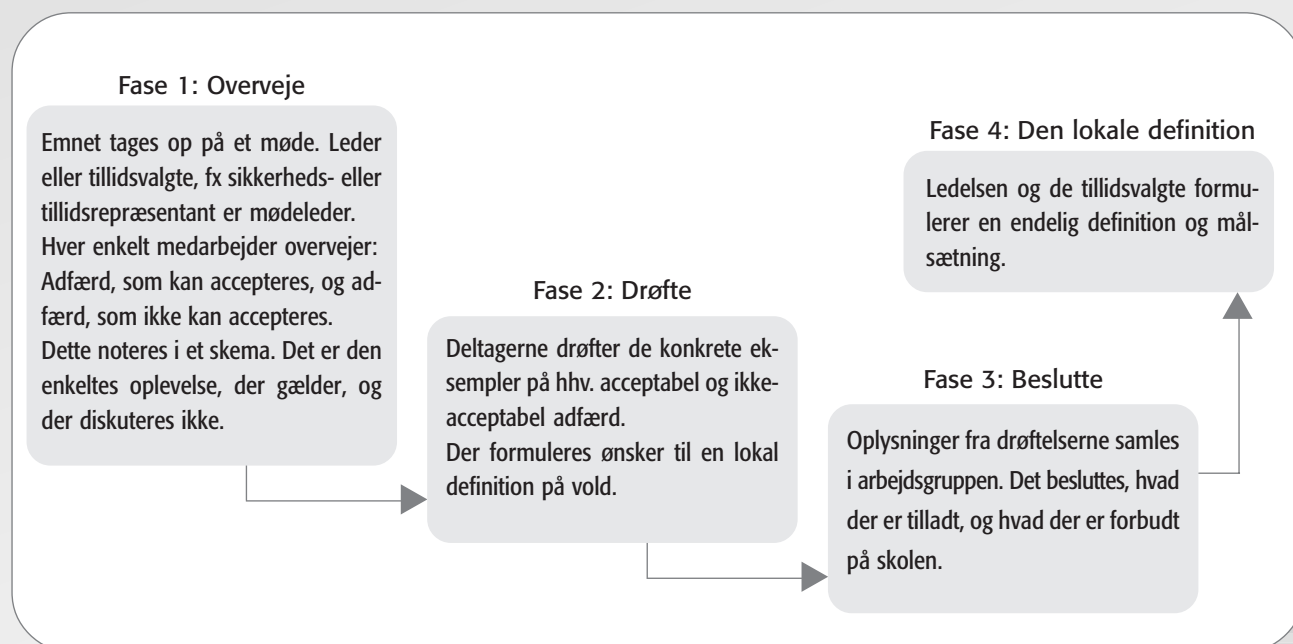 Fase 1: Overveje
Emnet tages op på et møde. Leder
eller tillidsvalgte, fx sikkerheds- eller
tillidsrepræsentant er mødeleder.
Hver enkelt medarbejder overvejer:
Adfærd, som kan accepteres, og ad-
færd, som ikke kan accepteres.
Dette noteres i et skema. Det er den
enkeltes oplevelse, der gælder, og
der diskuteres ikke.
Fase 2: Drøfte
Deltagerne drøfter de konkrete ek-
sempler på hhv. acceptabel og ikke-
acceptabel adfærd.
Der formuleres ønsker til en lokal
definition på vold.
Fase 3: Beslutte
Oplysninger fra drøftelserne samles
i arbejdsgruppen. Det besluttes, hvad
der er tilladt, og hvad der er forbudt
på skolen.
Fase 4: Den lokale definition
Ledelsen og de tillidsvalgte formu-
lerer en endelig definition og mål-
sætning.